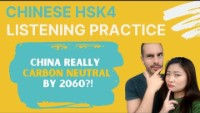 CHINESE HSK4
LISTENING PRACTICE
CHINA REALLY
CARBON NEUTRAL
BY 2060?!